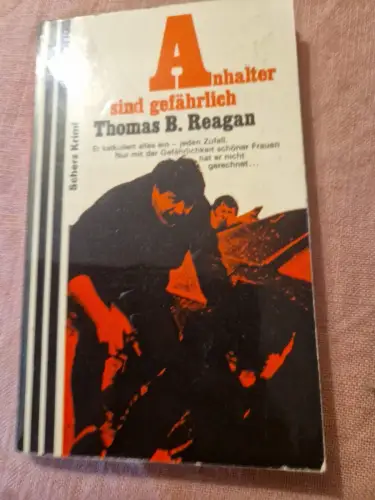 Anhalter
sind gefährlich
Thomas B. Reagan
Er kalkuliert alles ein – jeden Zufall.
Nur mit der Gefährlichkeit schöner Frauen
hat er nicht
gerechnet...
Scherz Krimi